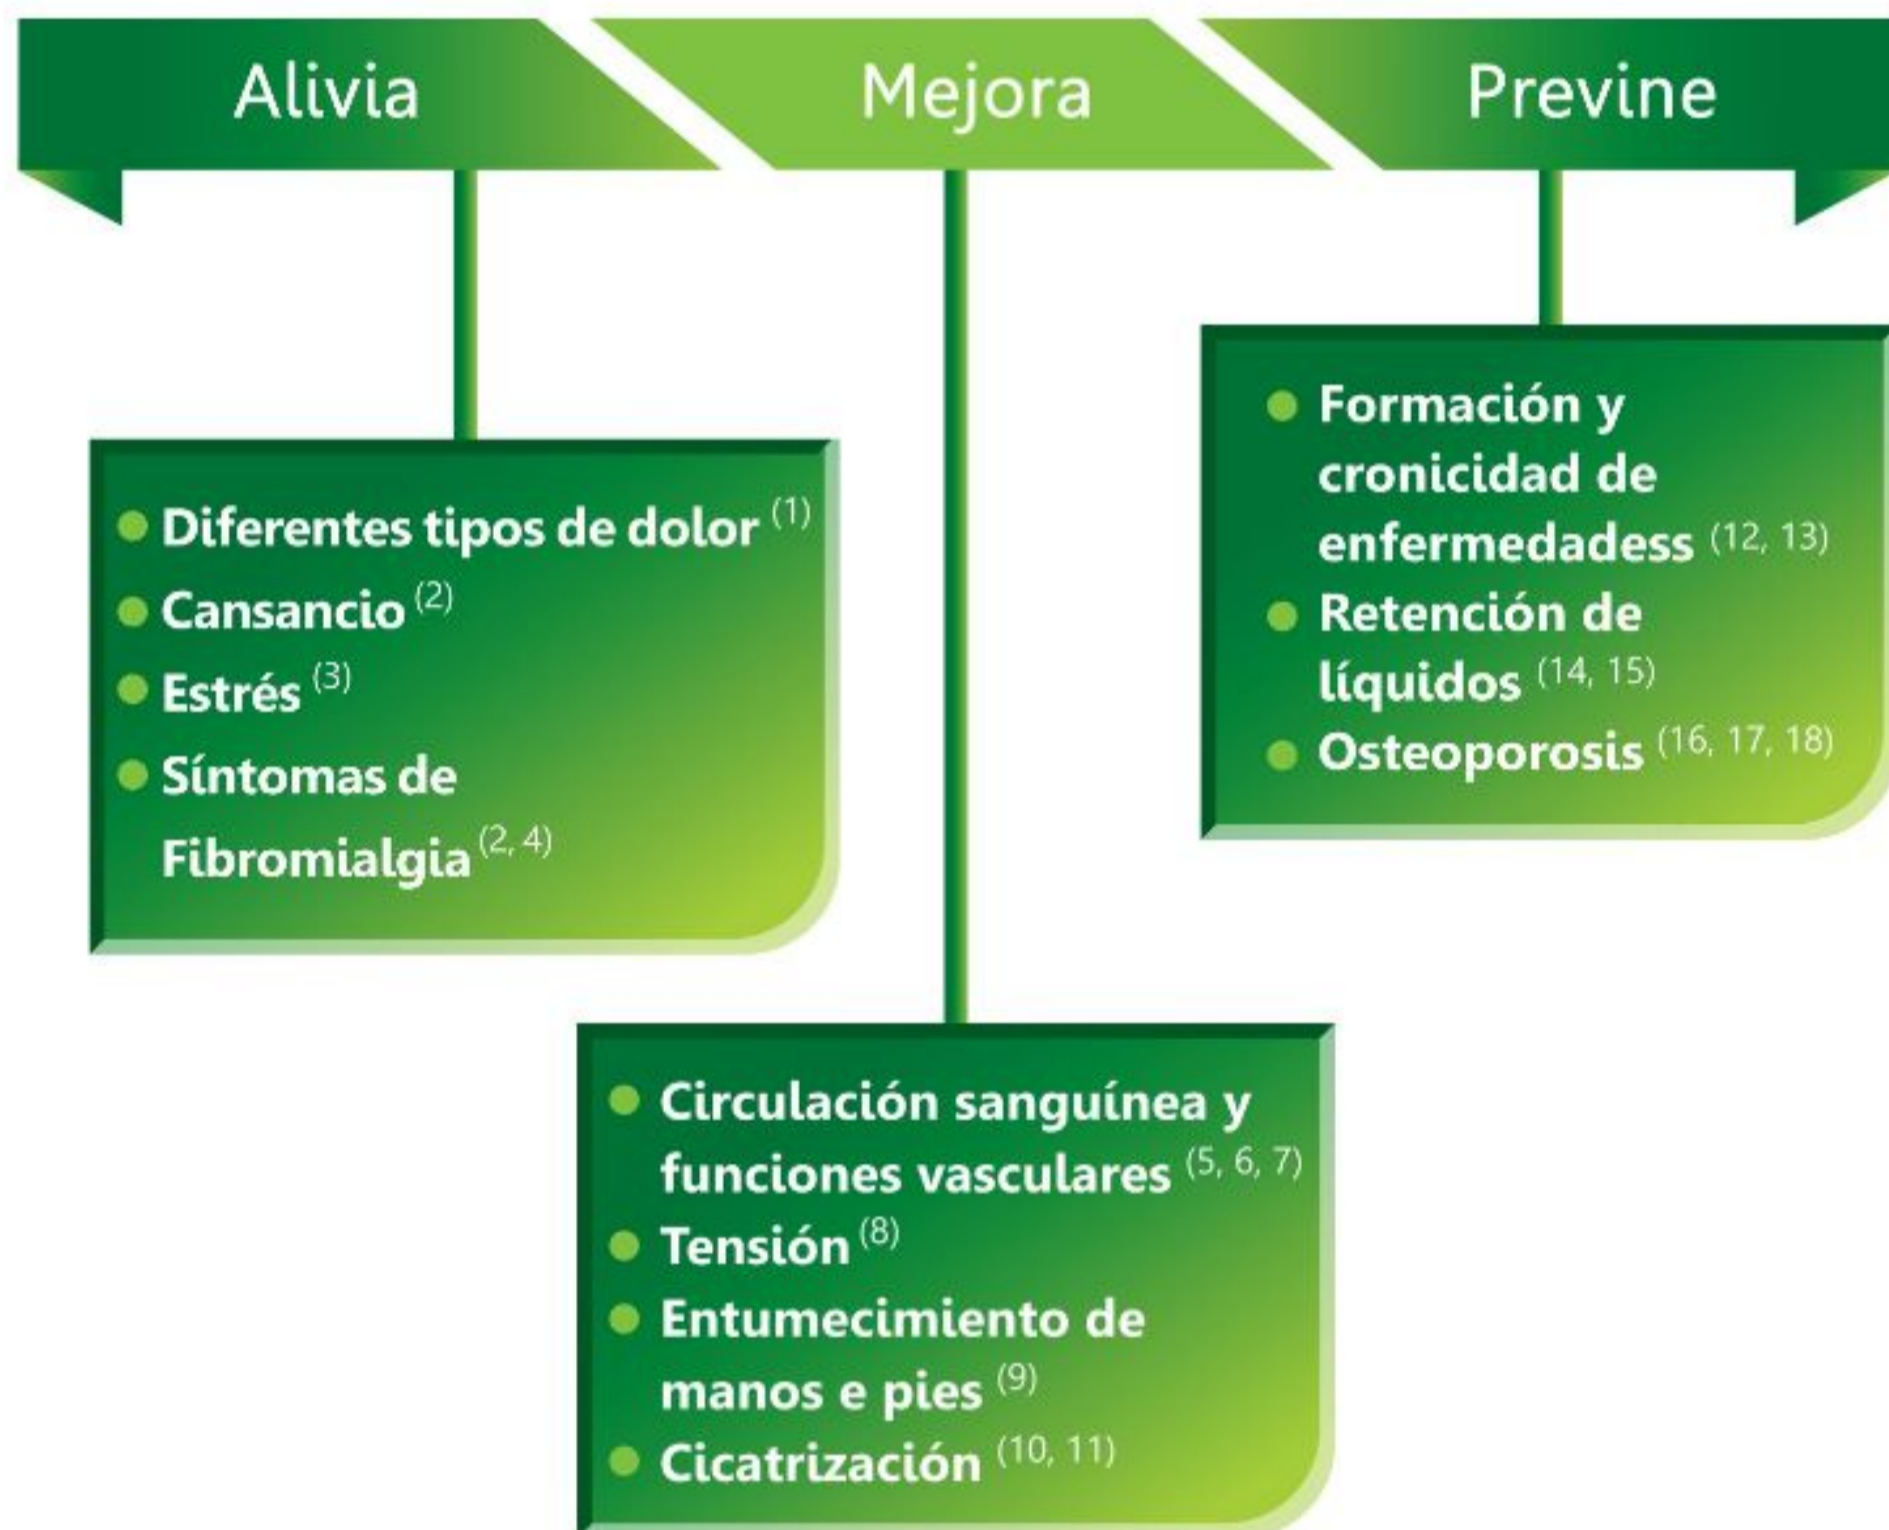 Alivia
Mejora
Previne
Diferentes tipos de dolor (1)
Cansancio (2)
Estrés (3)
Síntomas de
Fibromialgia (2, 4)
Formación y
cronicidad de
enfermedadess (12, 13)
Retención de
líquidos (14, 15)
Osteoporosis (16, 17, 18)
Circulación sanguínea y
funciones vasculares (5, 6, 7)
Tensión (8)
Entumecimiento de
manos e pies (9)
Cicatrización (10, 11)